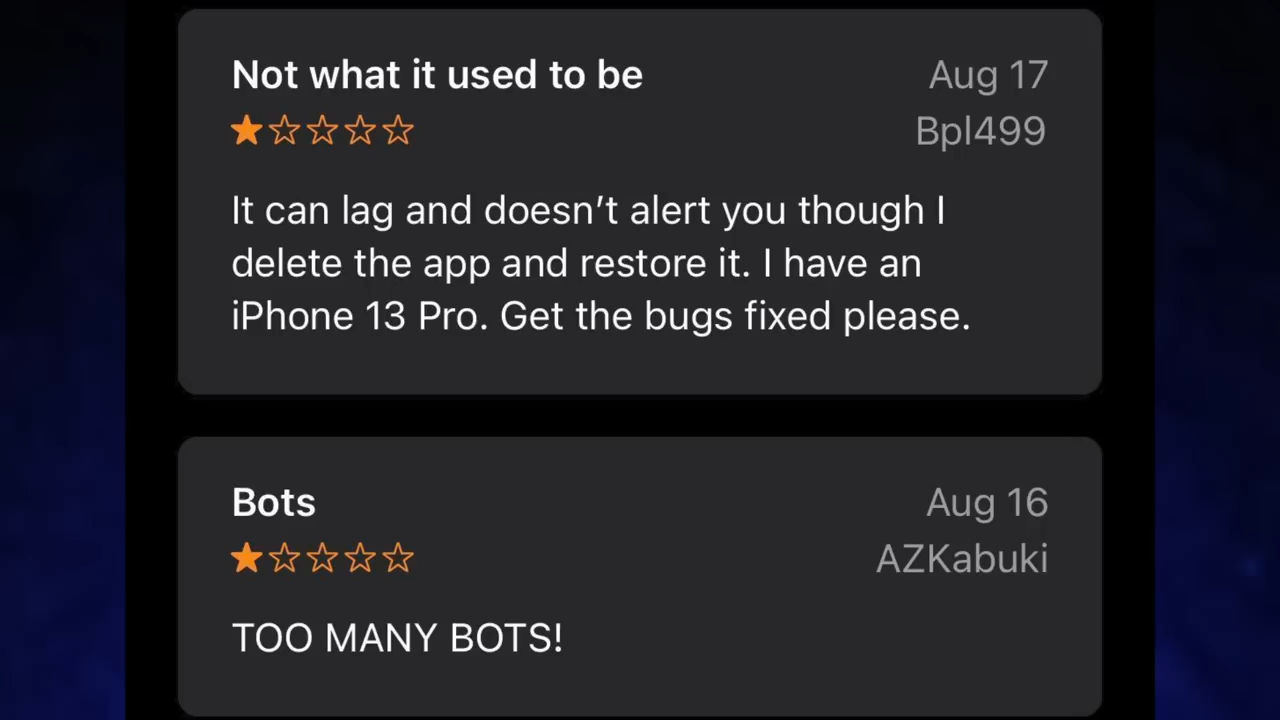 Not what it used to be
Aug 17
Bpl499
It can lag and doesn’t alert you though I
delete the app and restore it. I have an
iPhone 13 Pro. Get the bugs fixed please.
Bots
Aug 16
AZKabuki
TOO MANY BOTS!